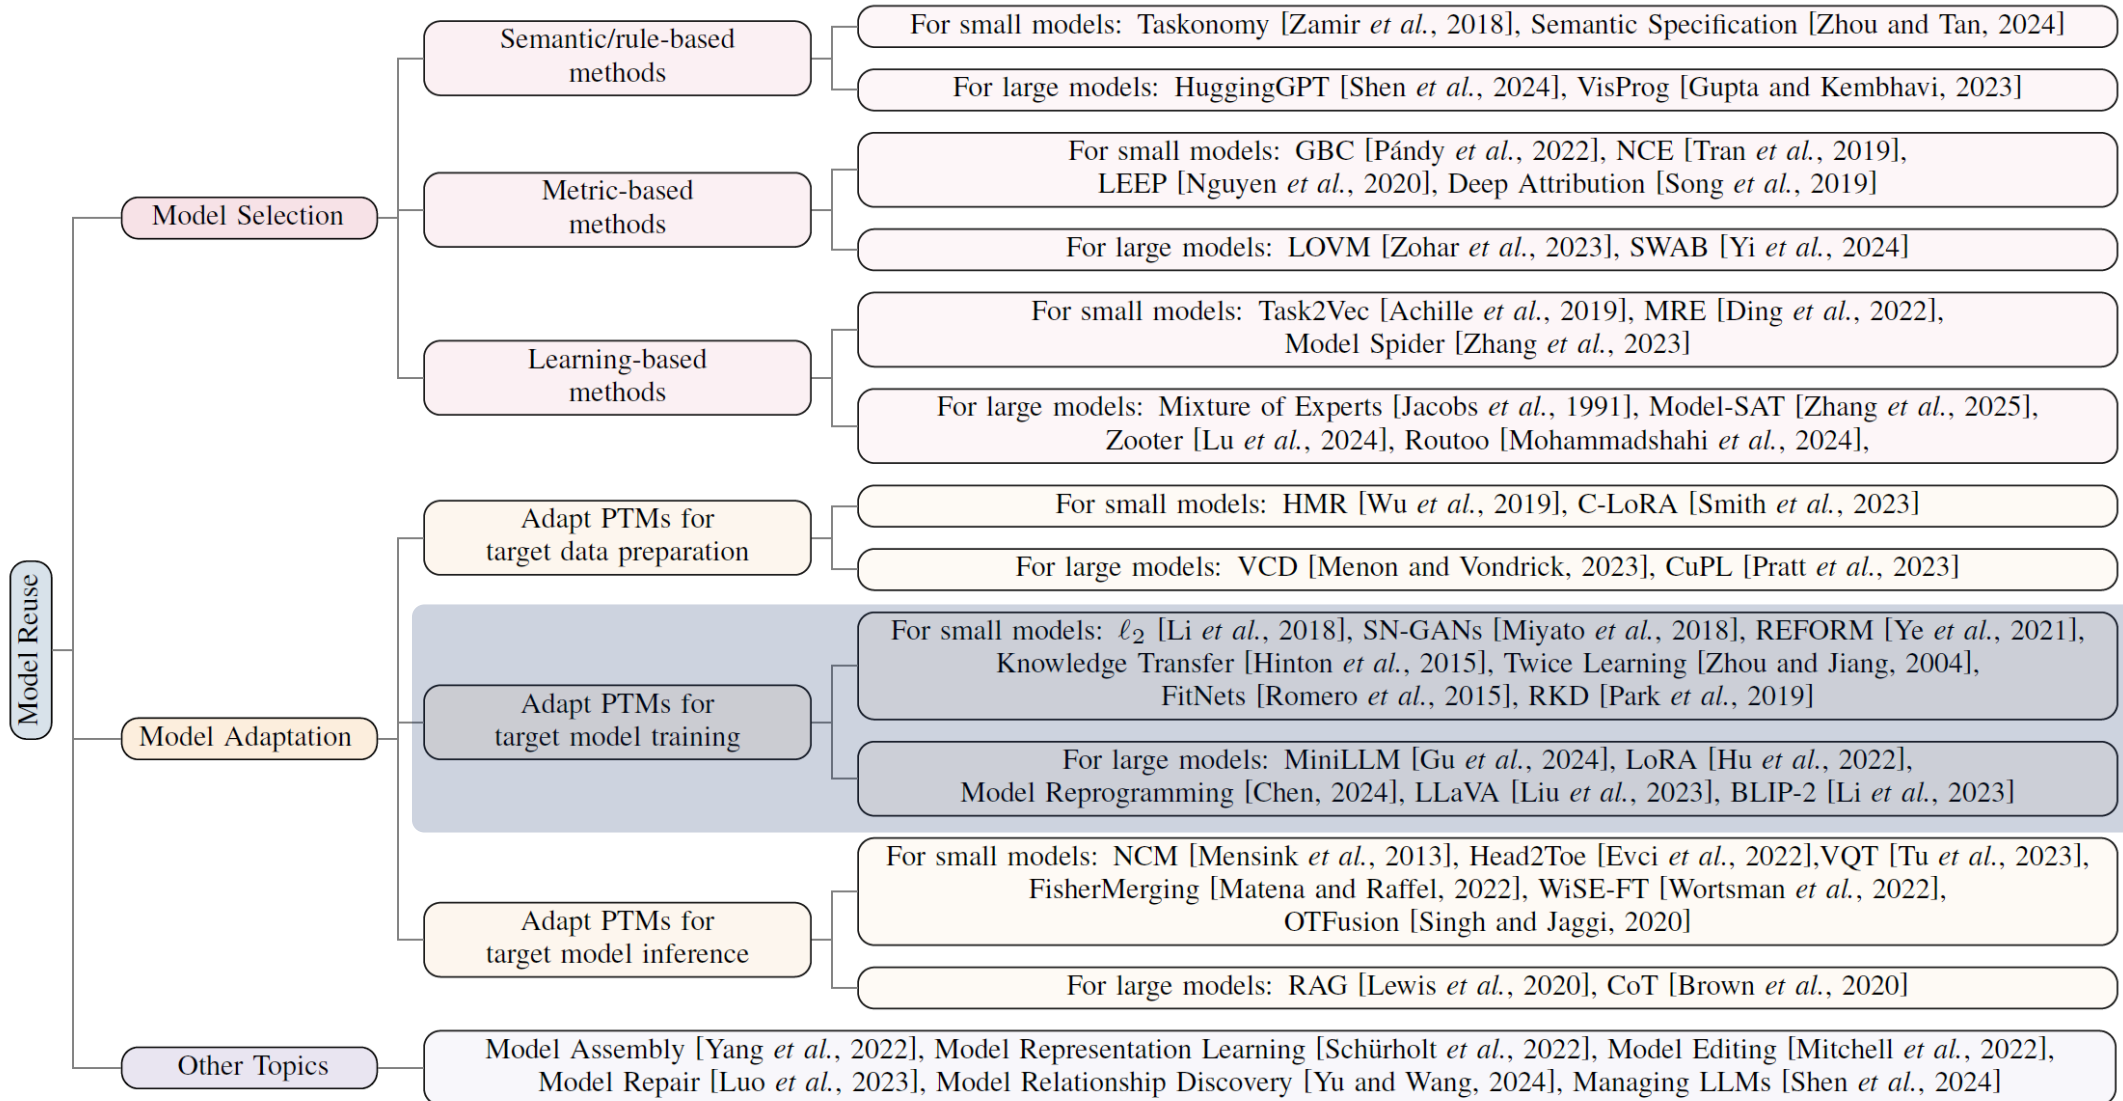 Model Reuse
Model Selection
Semantic/rule-based
methods
For small models: Taskonomy [Zamir et al., 2018], Semantic Specification [Zhou and Tan, 2024]
For large models: HuggingGPT [Shen et al., 2024], VisProg [Gupta and Kembhavi, 2023]
Metric-based
methods
For small models: GBC [Pándy et al., 2022], NCE [Tran et al., 2019],
LEEP [Nguyen et al., 2020], Deep Attribution [Song et al., 2019]
For large models: LOVM [Zohar et al., 2023], SWAB [Yi et al., 2024]
Learning-based
methods
For small models: Task2Vec [Achille et al., 2019], MRE [Ding et al., 2022],
Model Spider [Zhang et al., 2023]
For large models: Mixture of Experts [Jacobs et al., 1991], Model-SAT [Zhang et al., 2025],
Zooter [Lu et al., 2024], Routoo [Mohammadshahi et al., 2024],
Model Adaptation
Adapt PTMs for
target data preparation
For small models: HMR [Wu et al., 2019], C-LoRA [Smith et al., 2023]
For large models: VCD [Menon and Vondrick, 2023], CuPL [Pratt et al., 2023]
Adapt PTMs for
target model training
For small models: ℓ₂ [Li et al., 2018], SN-GANs [Miyato et al., 2018], REFORM [Ye et al., 2021],
Knowledge Transfer [Hinton et al., 2015], Twice Learning [Zhou and Jiang, 2004],
FitNets [Romero et al., 2015], RKD [Park et al., 2019]
For large models: MiniLLM [Gu et al., 2024], LoRA [Hu et al., 2022],
Model Reprogramming [Chen, 2024], LLaVA [Liu et al., 2023], BLIP-2 [Li et al., 2023]
Adapt PTMs for
target model inference
For small models: NCM [Mensink et al., 2013], Head2Toe [Evci et al., 2022],VQT [Tu et al., 2023],
FisherMerging [Matena and Raffel, 2022], WiSE-FT [Wortsman et al., 2022],
OTFusion [Singh and Jaggi, 2020]
For large models: RAG [Lewis et al., 2020], CoT [Brown et al., 2020]
Other Topics
Model Assembly [Yang et al., 2022], Model Representation Learning [Schürholt et al., 2022], Model Editing [Mitchell et al., 2022],
Model Repair [Luo et al., 2023], Model Relationship Discovery [Yu and Wang, 2024], Managing LLMs [Shen et al., 2024]